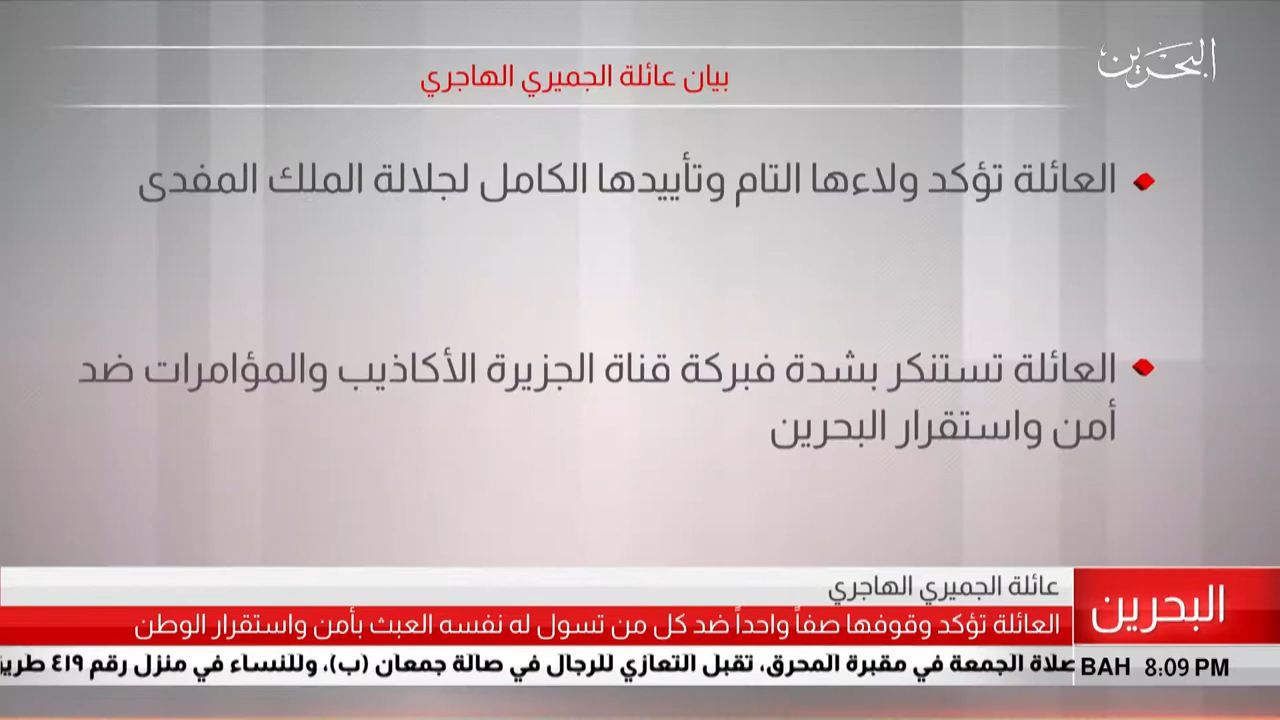 البحرين
بيان عائلة الجميري الهاجري
العائلة تؤكد ولاءها التام وتأييدها الكامل لجلالة الملك المفدى
العائلة تستنكر بشدة فبركة قناة الجزيرة الأكاذيب والمؤامرات ضد
أمن واستقرار البحرين
البحرين
عائلة الجميري الهاجري
العائلة تؤكد وقوفها صفاً واحداً ضد كل من تسول له نفسه العبث بأمن واستقرار الوطن
BAH 8:09 PM
صلاة الجمعة في مقبرة المحرق، تقبل التعازي للرجال في صالة جمعان (ب)، وللنساء في منزل رقم ٤١٩